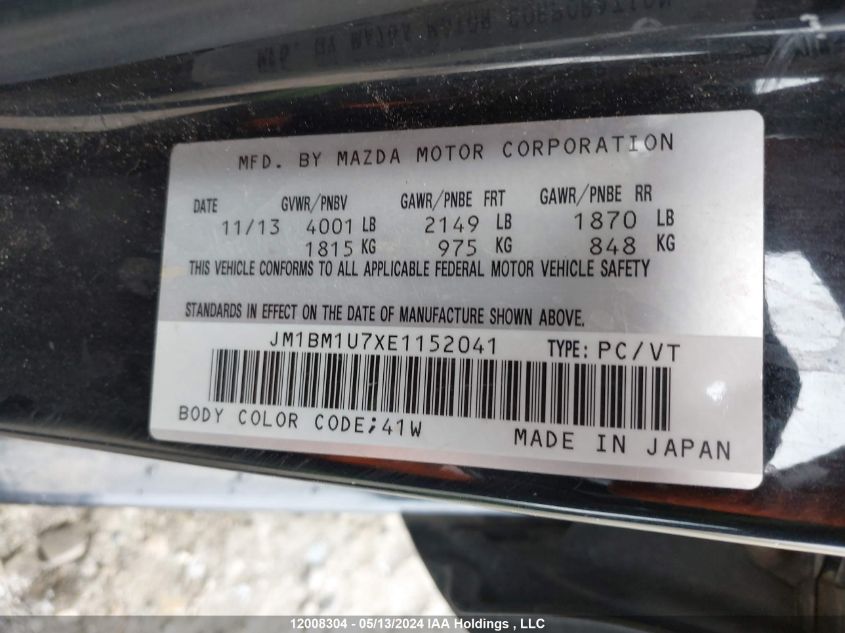 MFD. BY MAZDA MOTOR CORPORATION
DATE GVWR/PNBV GAWR/PNBE FRT GAWR/PNBE RR
11/13 4001 LB 2149 LB 1870 LB
1815 KG 975 KG 848 KG
THIS VEHICLE CONFORMS TO ALL APPLICABLE FEDERAL MOTOR VEHICLE SAFETY
STANDARDS IN EFFECT ON THE DATE OF MANUFACTURE SHOWN ABOVE.
JM1BM1U7XE1152041 TYPE: PC/VT
BODY COLOR CODE;41W MADE IN JAPAN
12008304 - 05/13/2024 IAA Holdings , LLC